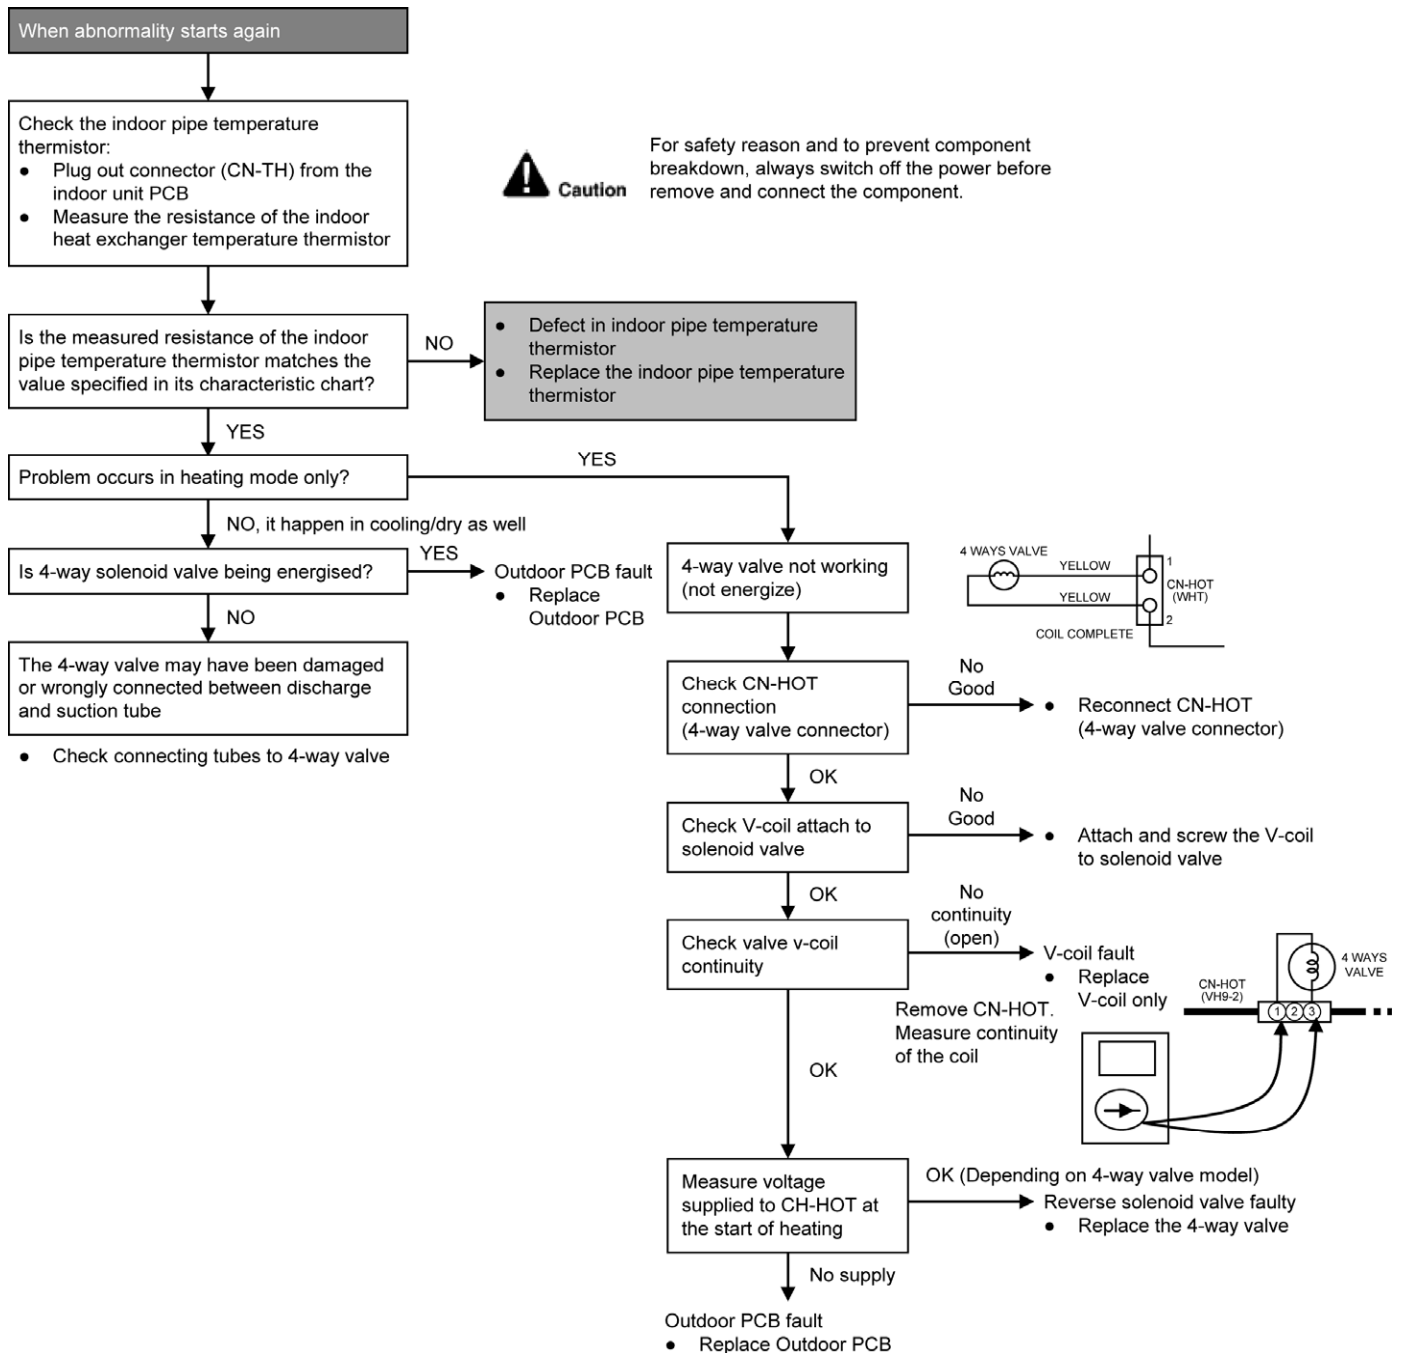 When abnormality starts again
Check the indoor pipe temperature
thermistor:
● Plug out connector (CN-TH) from the
indoor unit PCB
● Measure the resistance of the indoor
heat exchanger temperature thermistor
Caution
For safety reason and to prevent component
breakdown, always switch off the power before
remove and connect the component.
Is the measured resistance of the indoor
pipe temperature thermistor matches the
value specified in its characteristic chart?
NO
● Defect in indoor pipe temperature
thermistor
● Replace the indoor pipe temperature
thermistor
YES
Problem occurs in heating mode only?
YES
NO, it happen in cooling/dry as well
Is 4-way solenoid valve being energised?
YES
Outdoor PCB fault
● Replace
Outdoor PCB
NO
The 4-way valve may have been damaged
or wrongly connected between discharge
and suction tube
● Check connecting tubes to 4-way valve
4-way valve not working
(not energize)
4 WAYS VALVE
YELLOW
YELLOW
1
CN-HOT
(WHT)
2
COIL COMPLETE
Check CN-HOT
connection
(4-way valve connector)
No
Good
● Reconnect CN-HOT
(4-way valve connector)
OK
Check V-coil attach to
solenoid valve
No
Good
● Attach and screw the V-coil
to solenoid valve
OK
Check valve v-coil
continuity
No
continuity
(open)
V-coil fault
● Replace
V-coil only
Remove CN-HOT.
Measure continuity
of the coil
CN-HOT
(VH9-2)
4 WAYS
VALVE
1 2 3
OK
Measure voltage
supplied to CH-HOT at
the start of heating
OK (Depending on 4-way valve model)
Reverse solenoid valve faulty
● Replace the 4-way valve
No supply
Outdoor PCB fault
● Replace Outdoor PCB